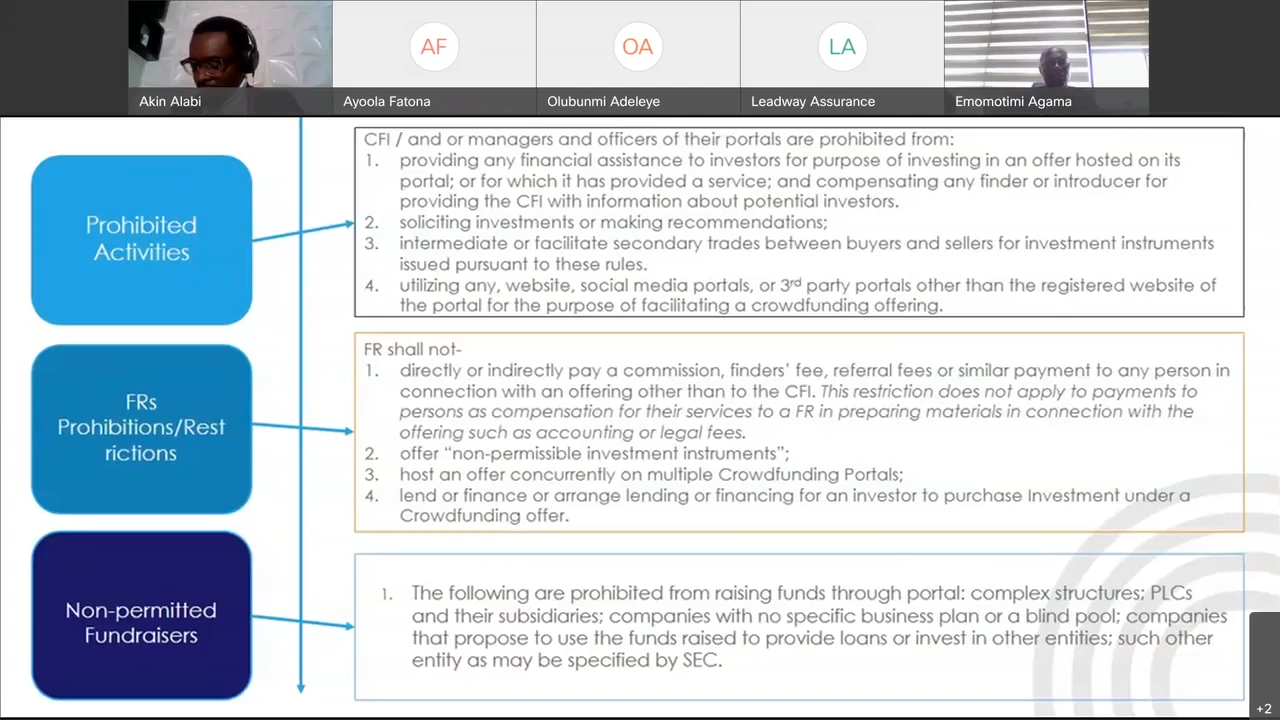 AF
OA
LA
Akin Alabi
Ayoola Fatona
Olubunmi Adeleye
Leadway Assurance
Emomotimi Agama
Prohibited
Activities
CFI / and or managers and officers of their portals are prohibited from:
1. providing any financial assistance to investors for purpose of investing in an offer hosted on its
portal; or for which it has provided a service; and compensating any finder or introducer for
providing the CFI with information about potential investors.
2. soliciting investments or making recommendations;
3. intermediate or facilitate secondary trades between buyers and sellers for investment instruments
issued pursuant to these rules.
4. utilizing any, website, social media portals, or 3rd party portals other than the registered website of
the portal for the purpose of facilitating a crowdfunding offering.
FRs
Prohibitions/Rest
rictions
FR shall not-
1. directly or indirectly pay a commission, finders' fee, referral fees or similar payment to any person in
connection with an offering other than to the CFI. This restriction does not apply to payments to
persons as compensation for their services to a FR in preparing materials in connection with the
offering such as accounting or legal fees.
2. offer “non-permissible investment instruments”;
3. host an offer concurrently on multiple Crowdfunding Portals;
4. lend or finance or arrange lending or financing for an investor to purchase Investment under a
Crowdfunding offer.
Non-permitted
Fundraisers
1. The following are prohibited from raising funds through portal: complex structures; PLCs
and their subsidiaries; companies with no specific business plan or a blind pool; companies
that propose to use the funds raised to provide loans or invest in other entities; such other
entity as may be specified by SEC.
+2